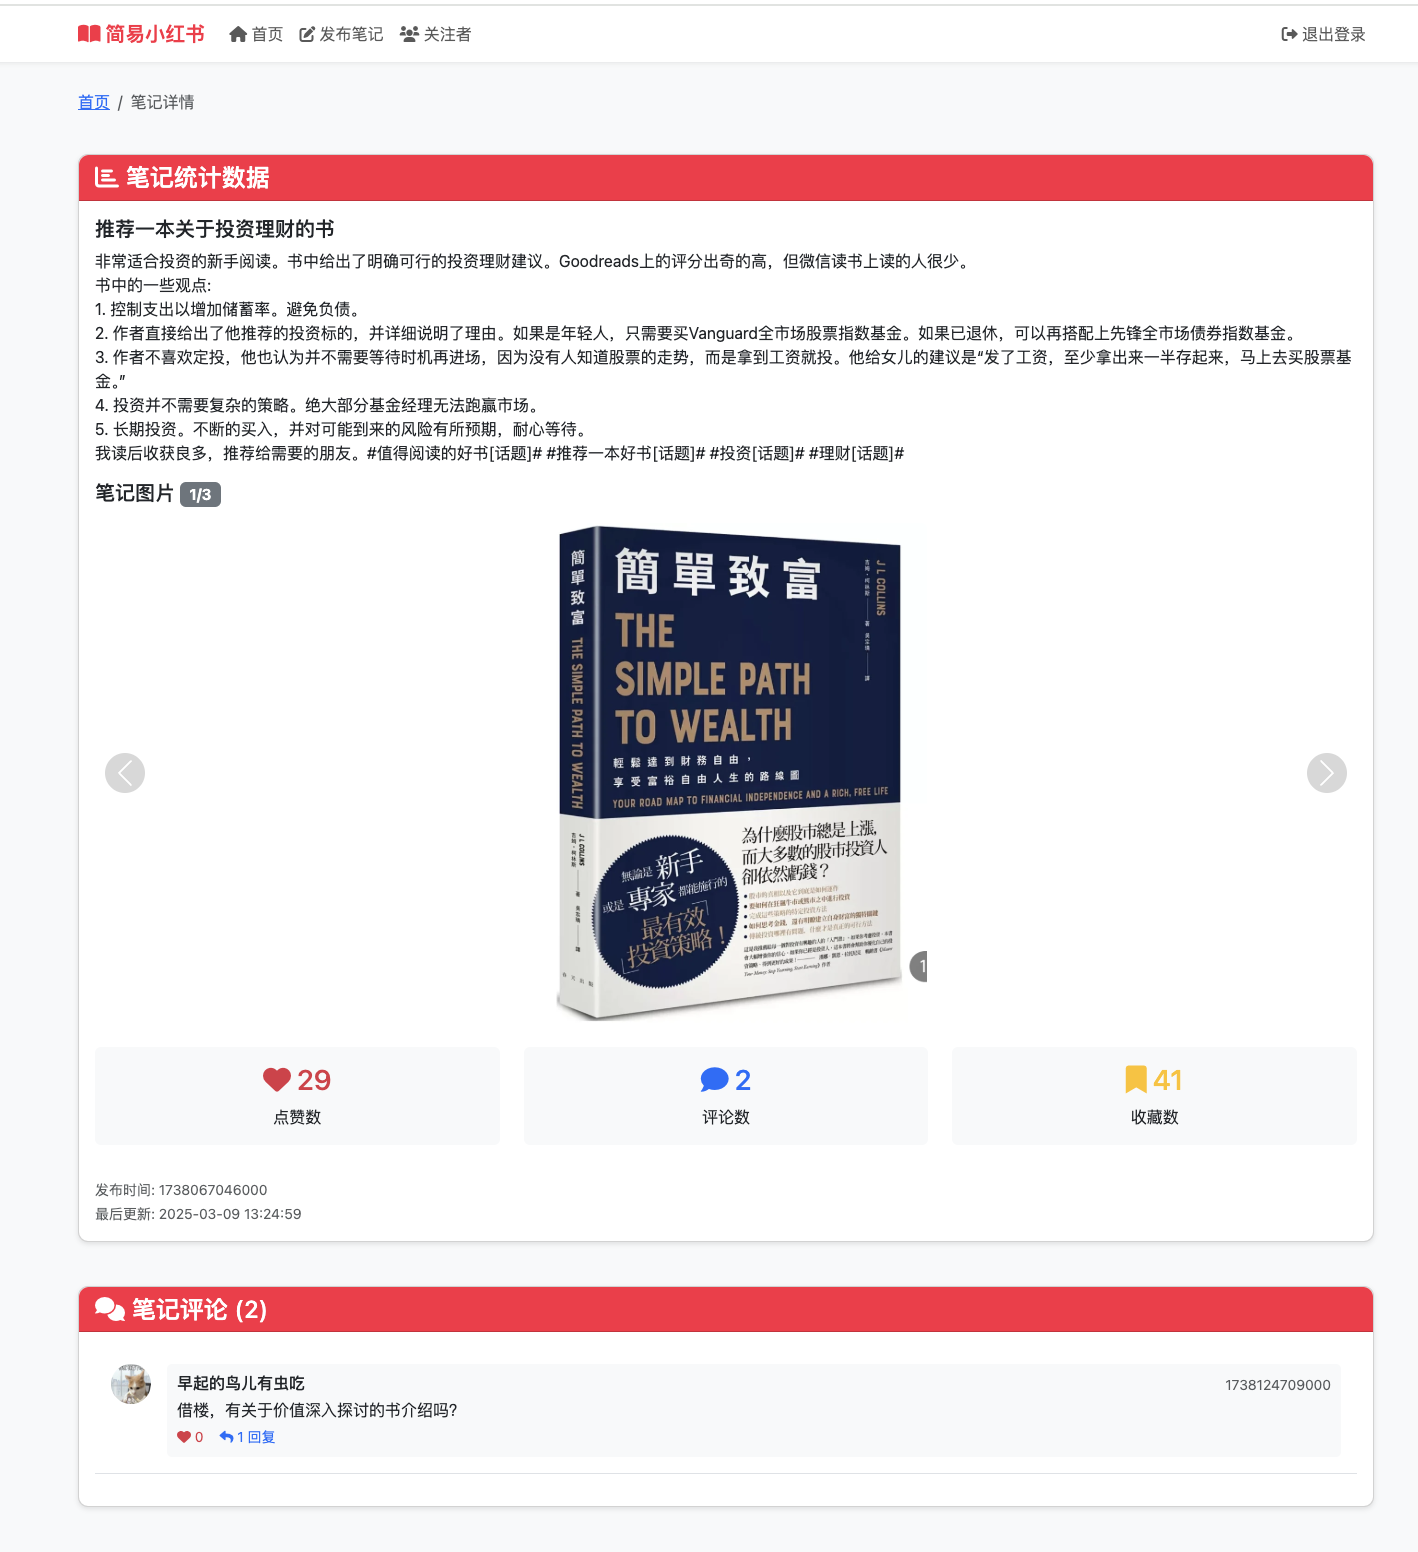 简易小红书
首页
发布笔记
关注者
退出登录
首页 / 笔记详情
笔记统计数据
推荐一本关于投资理财的书
非常适合投资的新手阅读。书中给出了明确可行的投资理财建议。Goodreads上的评分出奇的高，但微信读书上读的人很少。
书中的一些观点:
1. 控制支出以增加储蓄率。避免负债。
2. 作者直接给出了他推荐的投资标的，并详细说明了理由。如果是年轻人，只需要买Vanguard全市场股票指数基金。如果已退休，可以再搭配上先锋全市场债券指数基金。
3. 作者不喜欢定投，他也认为并不需要等待时机再进场，因为没有人知道股票的走势，而是拿到工资就投。他给女儿的建议是“发了工资，至少拿出来一半存起来，马上去买股票基
金。”
4. 投资并不需要复杂的策略。绝大部分基金经理无法跑赢市场。
5. 长期投资。不断的买入，并对可能到来的风险有所预期，耐心等待。
我读后收获良多，推荐给需要的朋友。#值得阅读的好书[话题]# #推荐一本好书[话题]# #投资[话题]# #理财[话题]#
笔记图片 1/3
簡單致富 THE SIMPLE PATH TO WEALTH
J L COLLINS
簡單致富
J L COLLINS
THE
SIMPLE PATH
TO WEALTH
輕鬆達到財務自由，
享受富裕自由人生的路線圖
YOUR ROAD MAP TO FINANCIAL INDEPENDENCE AND A RICH, FREE LIFE
無論是 新手
或是 專家 都能施行的
「最有效
投資策略！」
為什麼股市總是上漲，
而大多數的股市投資人
卻依然虧錢？
1
29
点赞数
2
评论数
41
收藏数
发布时间: 1738067046000
最后更新: 2025-03-09 13:24:59
笔记评论 (2)
早起的鸟儿有虫吃
1738124709000
借楼，有关于价值深入探讨的书介绍吗?
0
1 回复